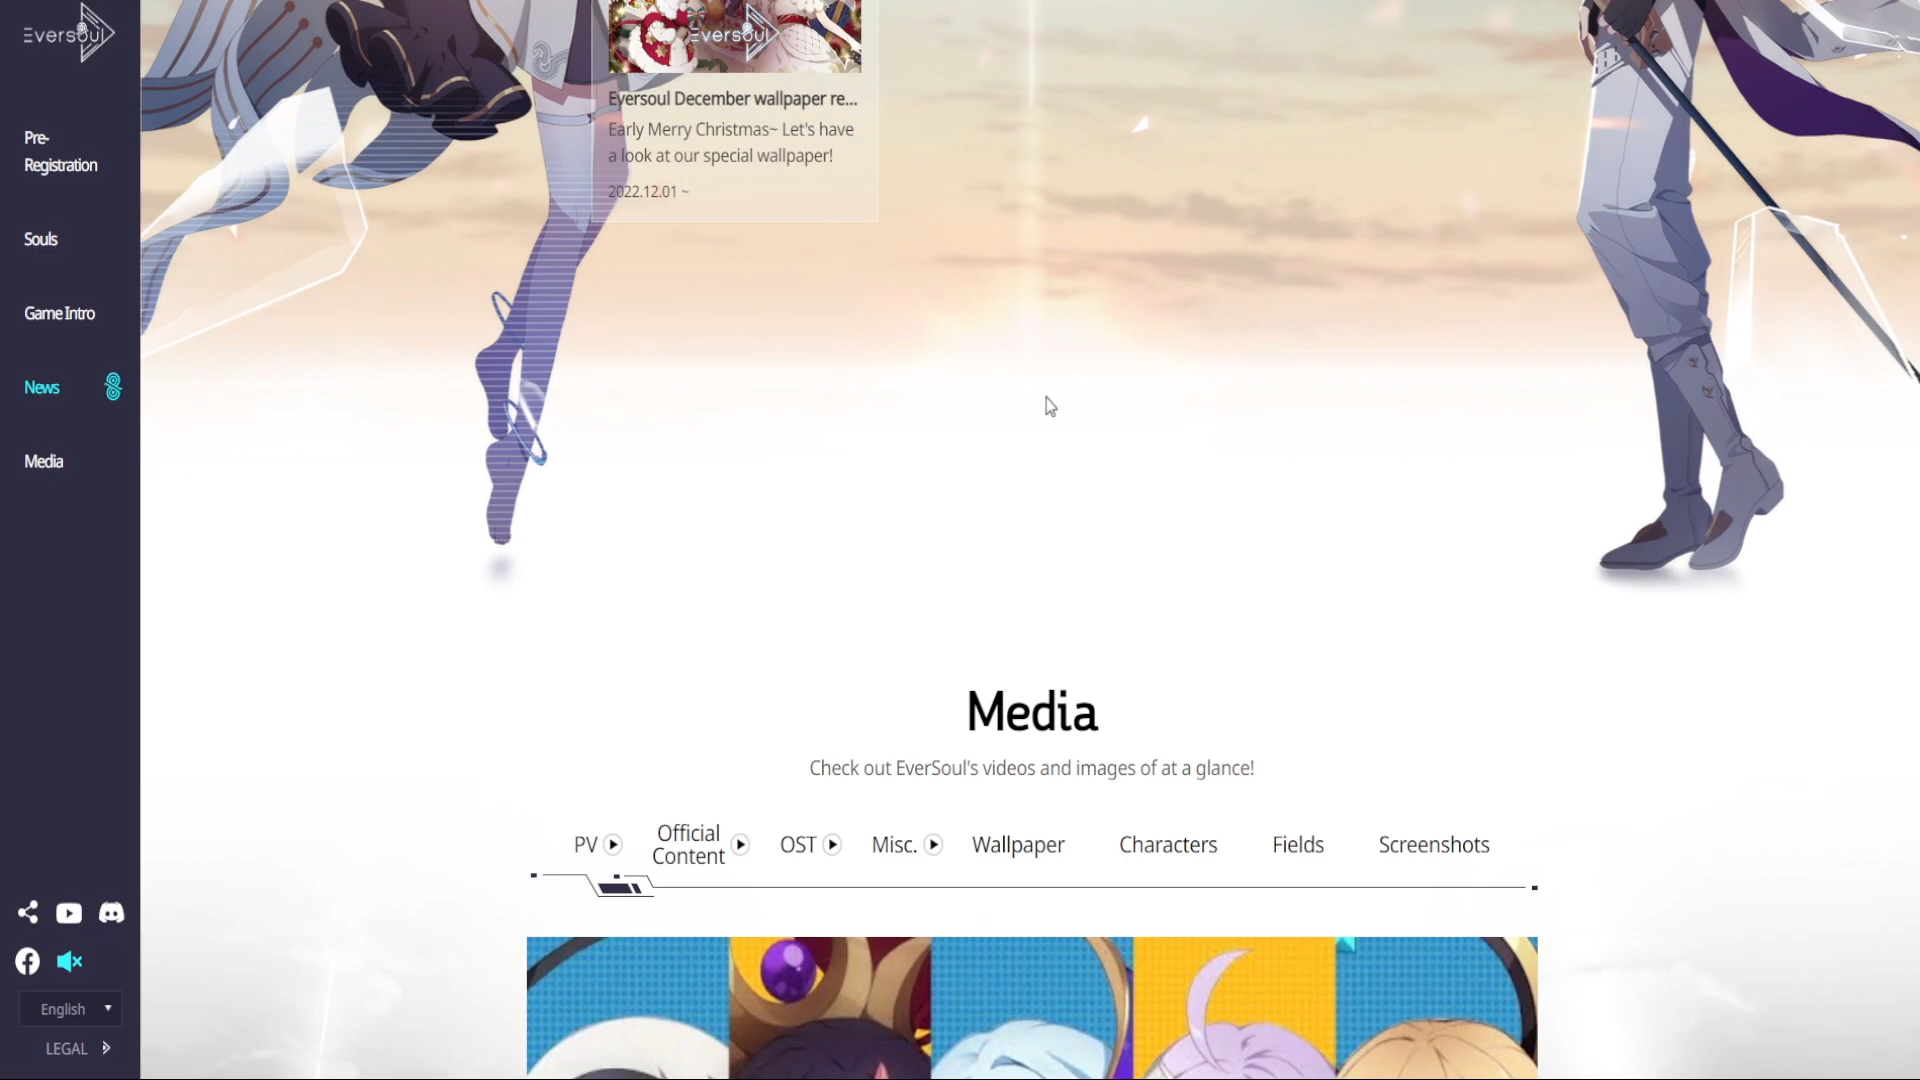 Eversoul
Pre-
Registration
Souls
Game Intro
News
Media
English
LEGAL
Eversoul
Eversoul December wallpaper re...
Early Merry Christmas~ Let's have
a look at our special wallpaper!
2022.12.01 ~
Media
Check out EverSoul's videos and images of at a glance!
PV
Official
Content
OST
Misc.
Wallpaper
Characters
Fields
Screenshots